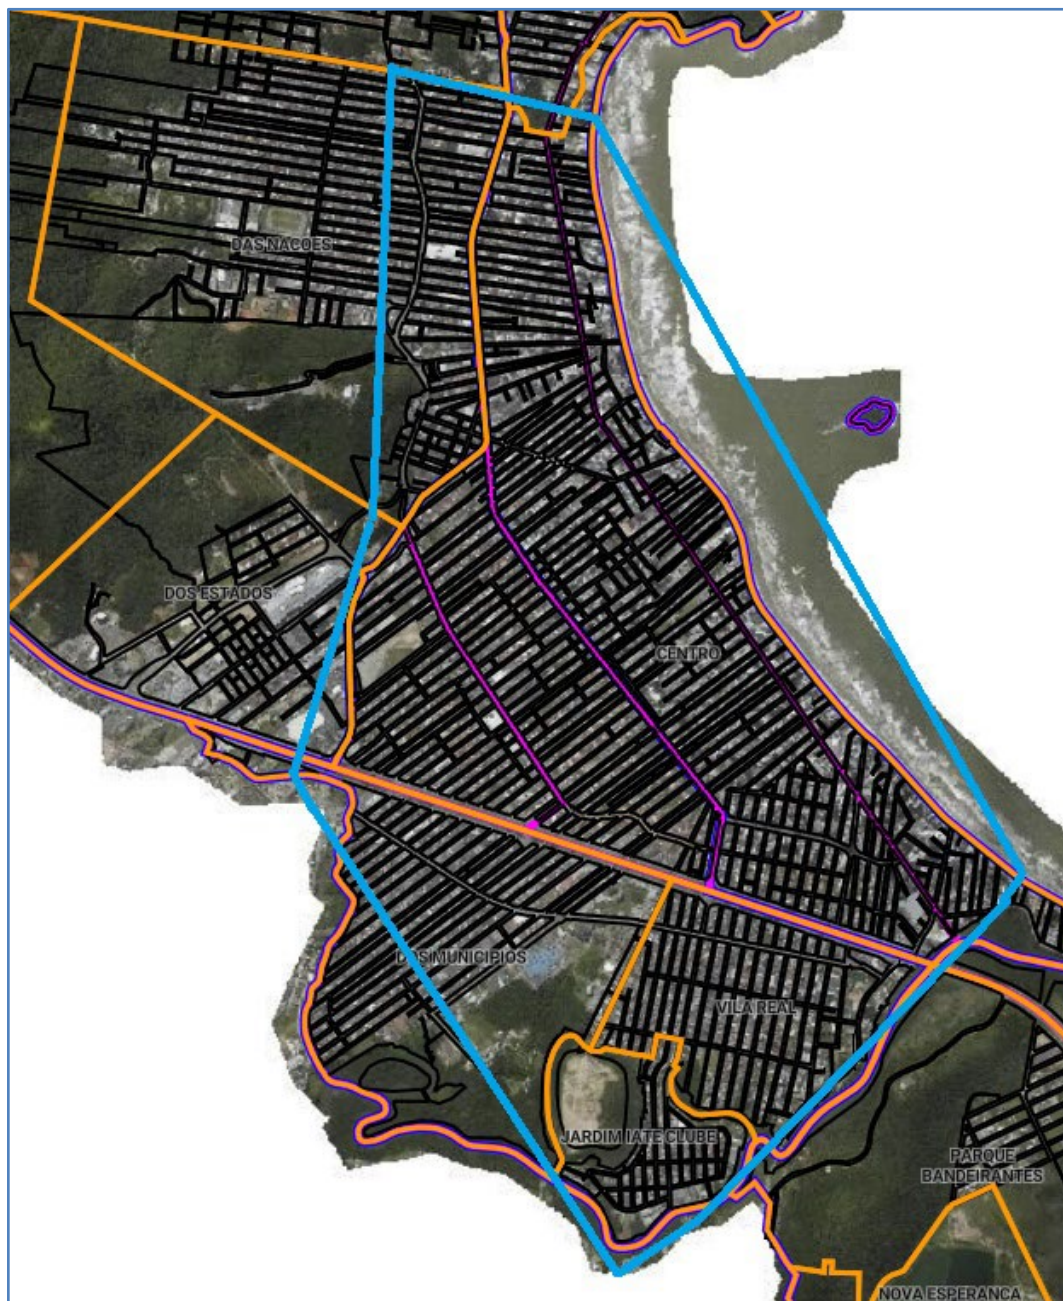 DAS NACOES
DOS ESTADOS
CENTRO
DOS MUNICIPIOS
VILA REAL
JARDIM IATE CLUBE
PARQUE
BANDEIRANTES
NOVA ESPERANCA